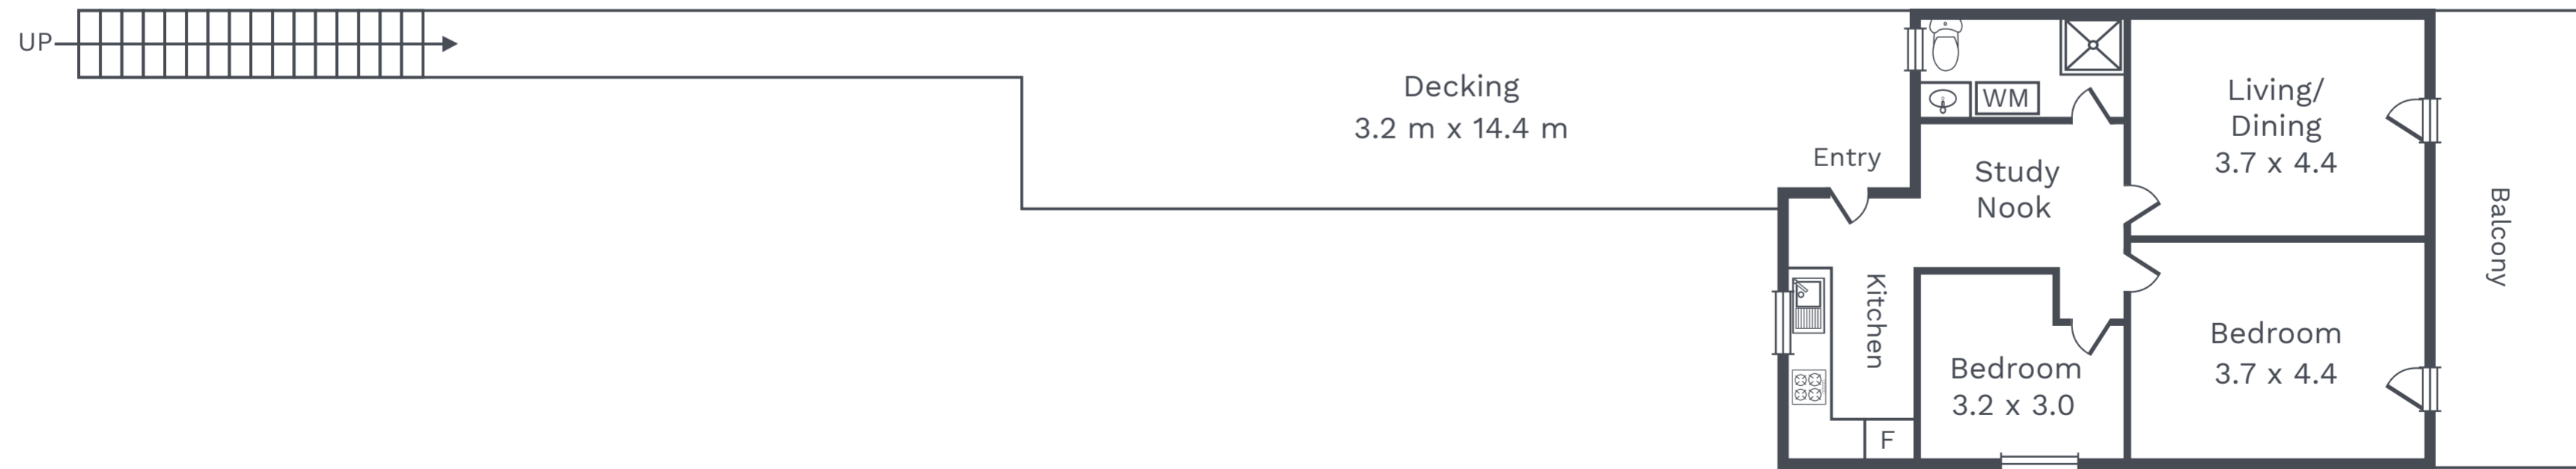 UP
Decking
3.2 m x 14.4 m
Entry
WM
Study
Nook
Living/
Dining
3.7 x 4.4
Balcony
Kitchen
Bedroom
3.2 x 3.0
Bedroom
3.7 x 4.4
F